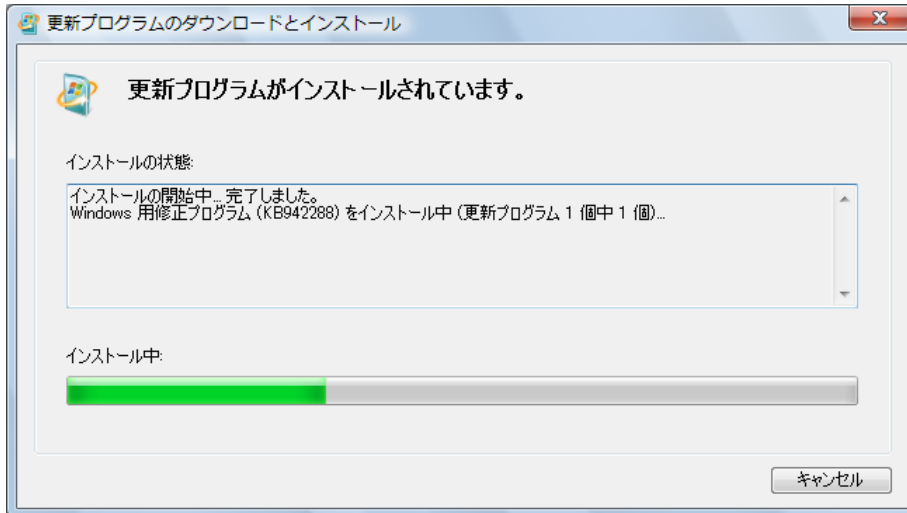 更新プログラムのダウンロードとインストール
更新プログラムがインストールされています。
インストールの状態:
インストールの開始中... 完了しました。
Windows 用修正プログラム (KB942288) をインストール中 (更新プログラム 1 個中 1 個)...
インストール中:
キャンセル